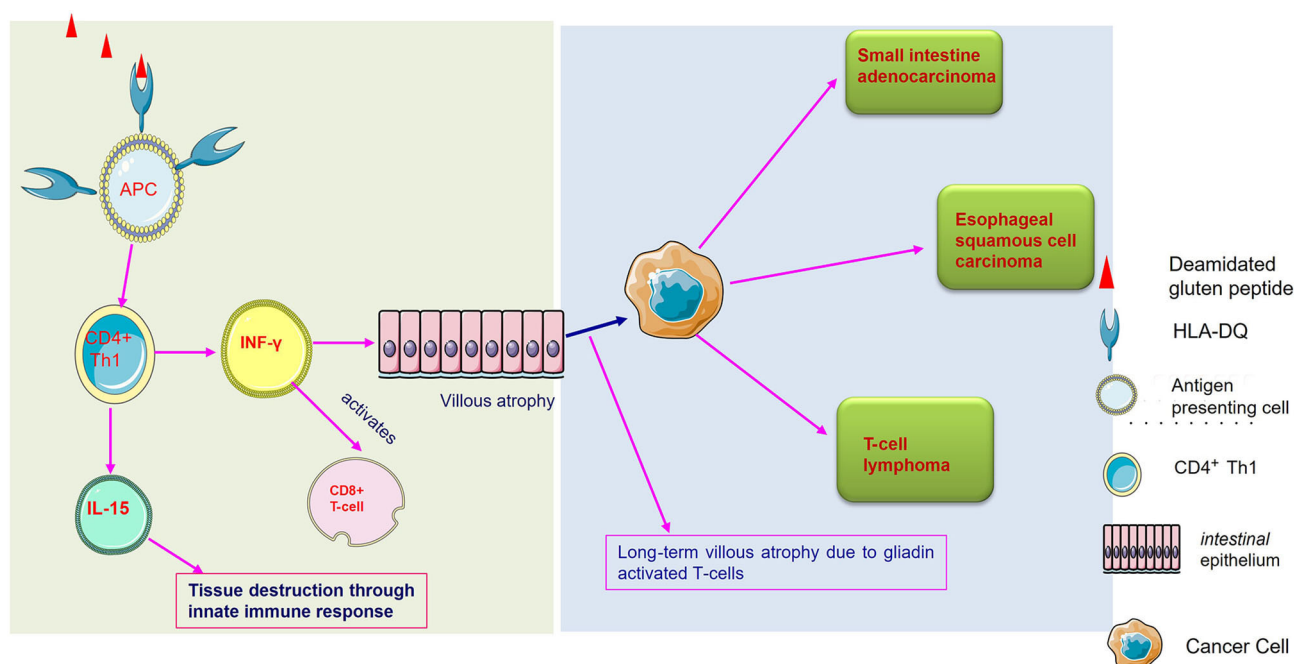 APC
CD4+
Th1
INF-γ
activates
CD8+
T-cell
IL-15
Tissue destruction through
innate immune response
Villous atrophy
Long-term villous atrophy due to gliadin
activated T-cells
Small intestine
adenocarcinoma
Esophageal
squamous cell
carcinoma
T-cell
lymphoma
Deamidated
gluten peptide
HLA-DQ
Antigen
presenting cell
CD4+ Th1
intestinal
epithelium
Cancer Cell